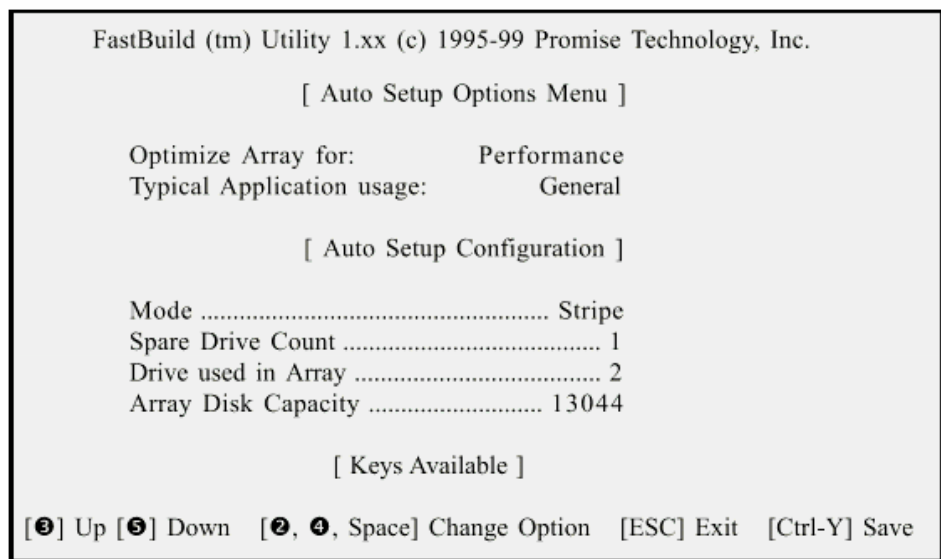 FastBuild (tm) Utility 1.xx (c) 1995-99 Promise Technology, Inc.
[ Auto Setup Options Menu ]
Optimize Array for: Performance
Typical Application usage: General
[ Auto Setup Configuration ]
Mode ...................................................... Stripe
Spare Drive Count ........................................ 1
Drive used in Array ...................................... 2
Array Disk Capacity ........................... 13044
[ Keys Available ]
[❸] Up [❺] Down [❷, ❹, Space] Change Option [ESC] Exit [Ctrl-Y] Save